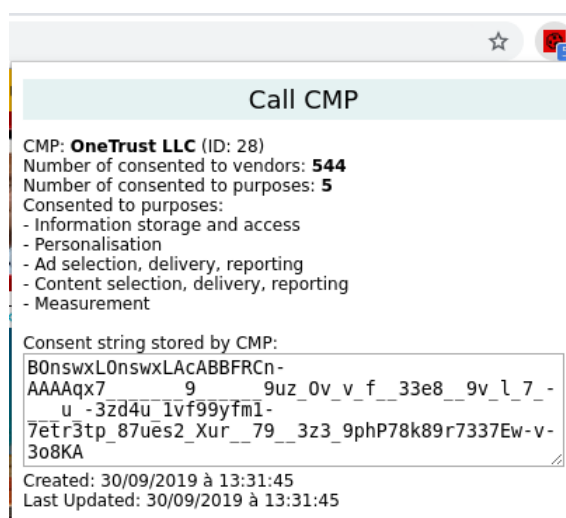 Call CMP
CMP: OneTrust LLC (ID: 28)
Number of consented to vendors: 544
Number of consented to purposes: 5
Consented to purposes:
- Information storage and access
- Personalisation
- Ad selection, delivery, reporting
- Content selection, delivery, reporting
- Measurement
Consent string stored by CMP:
BOnswxLOnswxLAcABBFRCn-
AAAAqx7_______9______9uz_Ov_v_f__33e8__9v_l_7_-
___u_-3zd4u_1vf99yfm1-
7etr3tp_87ues2_Xur__79__3z3_9phP78k89r7337Ew-v-
3o8KA
Created: 30/09/2019 à 13:31:45
Last Updated: 30/09/2019 à 13:31:45